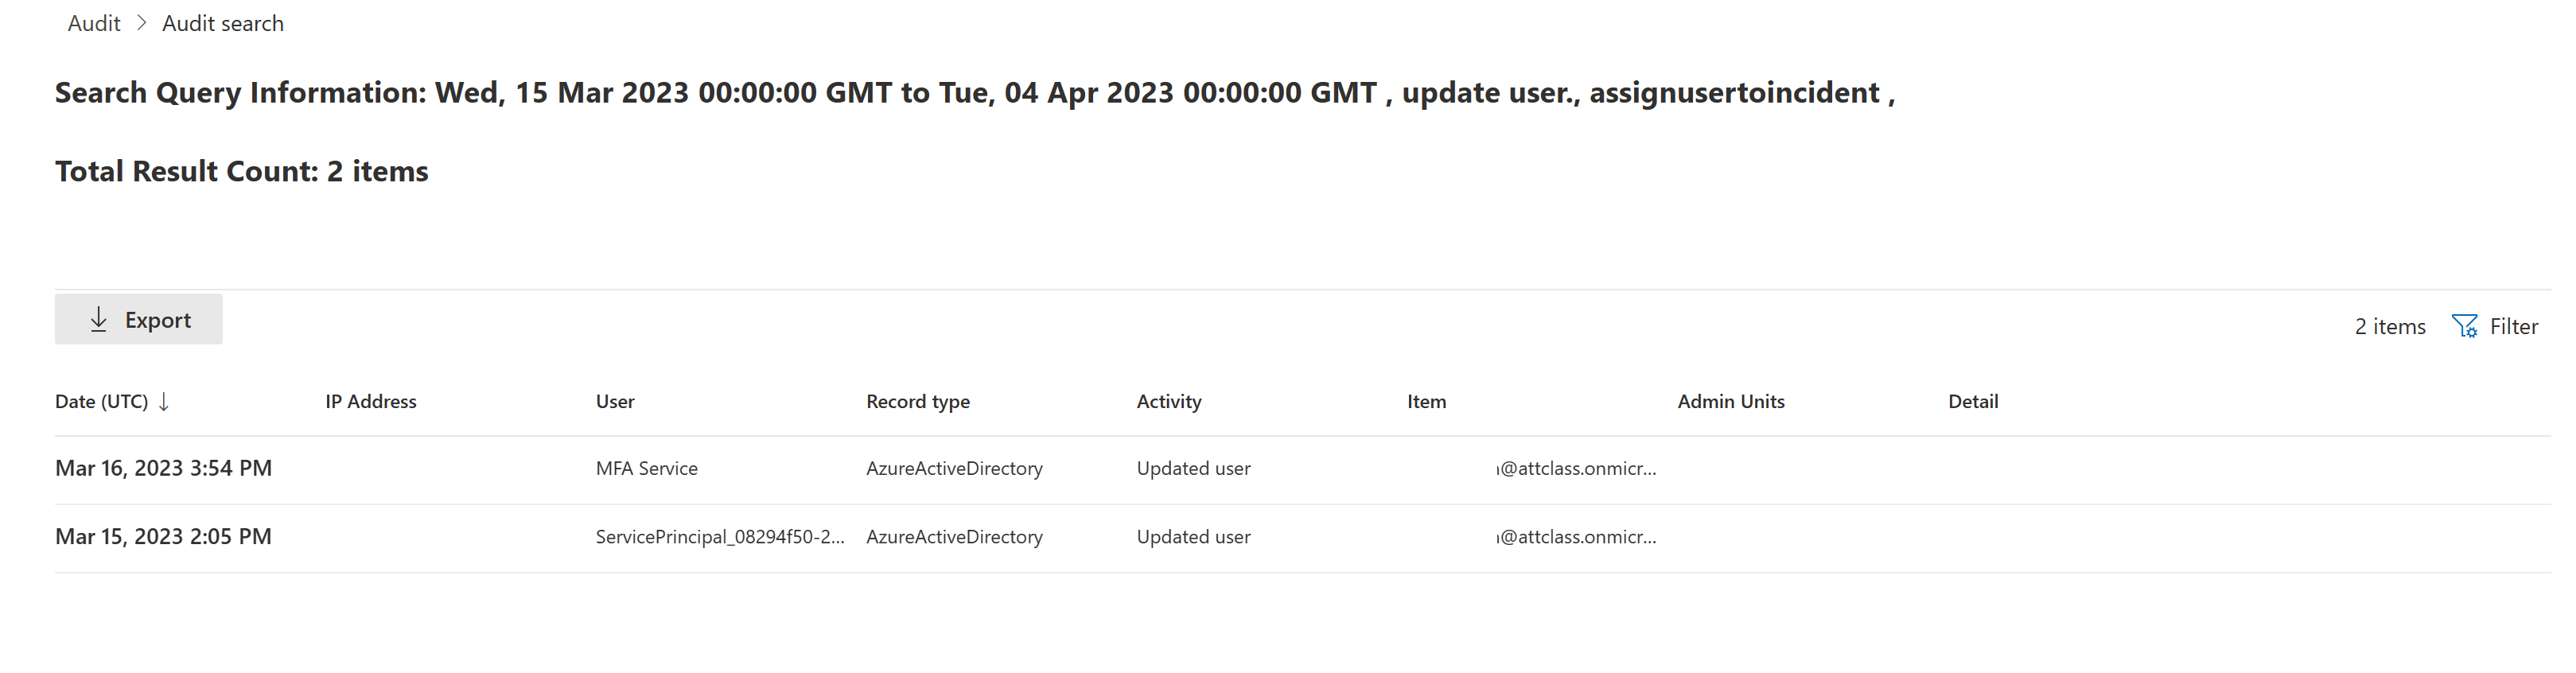 Audit > Audit search
Search Query Information: Wed, 15 Mar 2023 00:00:00 GMT to Tue, 04 Apr 2023 00:00:00 GMT , update user., assignusertoincident ,
Total Result Count: 2 items
Export 2 items Filter
Date (UTC) ↓ IP Address User Record type Activity Item Admin Units Detail
Mar 16, 2023 3:54 PM MFA Service AzureActiveDirectory Updated user @attclass.onmicr...
Mar 15, 2023 2:05 PM ServicePrincipal_08294f50-2... AzureActiveDirectory Updated user @attclass.onmicr...